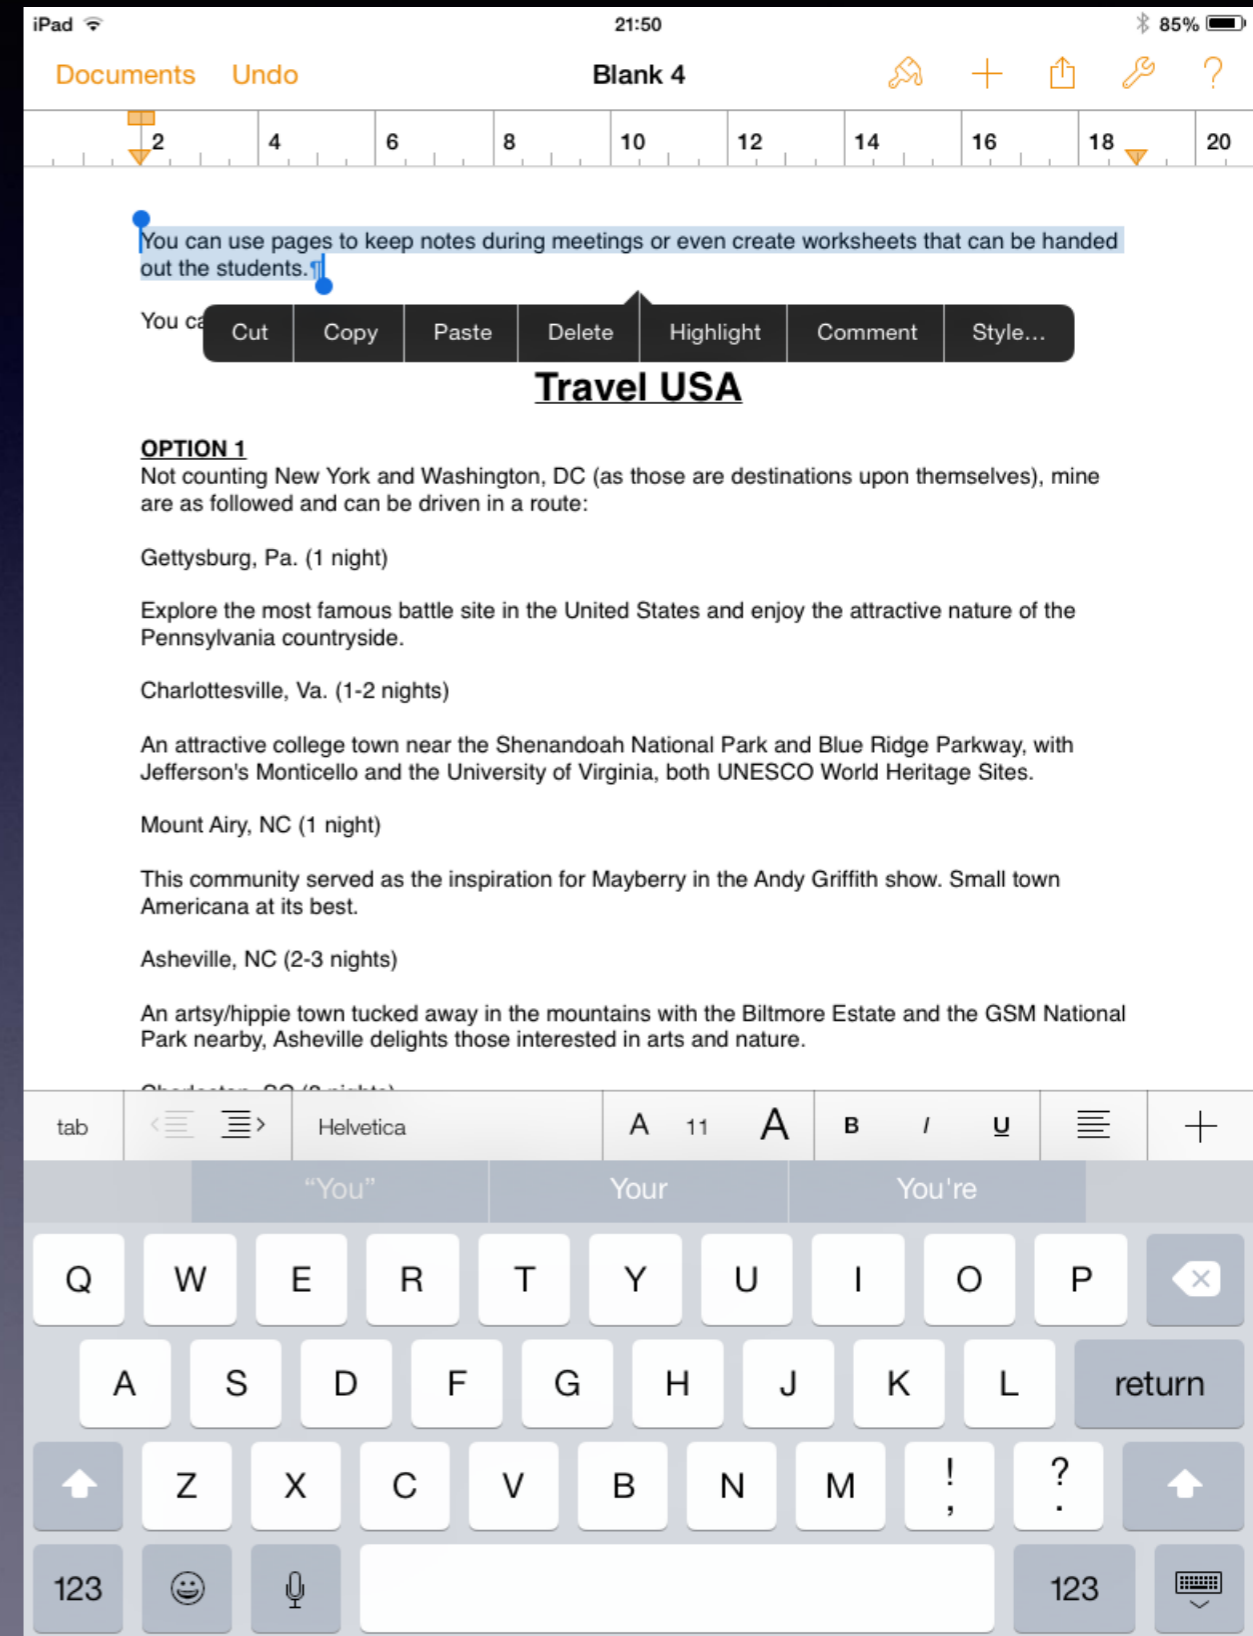 iPad 21:50 85%
Documents Undo Blank 4 ?
2 4 6 8 10 12 14 16 18 20
You can use pages to keep notes during meetings or even create worksheets that can be handed
out the students.¶
You
Cut Copy Paste Delete Highlight Comment Style...
Travel USA
OPTION 1
Not counting New York and Washington, DC (as those are destinations upon themselves), mine
are as followed and can be driven in a route:
Gettysburg, Pa. (1 night)
Explore the most famous battle site in the United States and enjoy the attractive nature of the
Pennsylvania countryside.
Charlottesville, Va. (1-2 nights)
An attractive college town near the Shenandoah National Park and Blue Ridge Parkway, with
Jefferson's Monticello and the University of Virginia, both UNESCO World Heritage Sites.
Mount Airy, NC (1 night)
This community served as the inspiration for Mayberry in the Andy Griffith show. Small town
Americana at its best.
Asheville, NC (2-3 nights)
An artsy/hippie town tucked away in the mountains with the Biltmore Estate and the GSM National
Park nearby, Asheville delights those interested in arts and nature.
tab Helvetica A 11 A B I U
“You” Your You're
Q W E R T Y U I O P
A S D F G H J K L return
Z X C V B N M ! , ? .
123 123